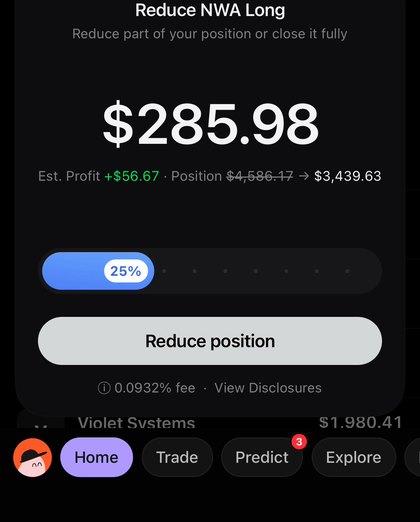 Reduce NWA Long
Reduce part of your position or close it fully
$285.98
Est. Profit +$56.67 · Position $4,586.17 → $3,439.63
25%
Reduce position
ⓘ 0.0932% fee · View Disclosures
Violet Systems $1,980.41
3
Home Trade Predict Explore